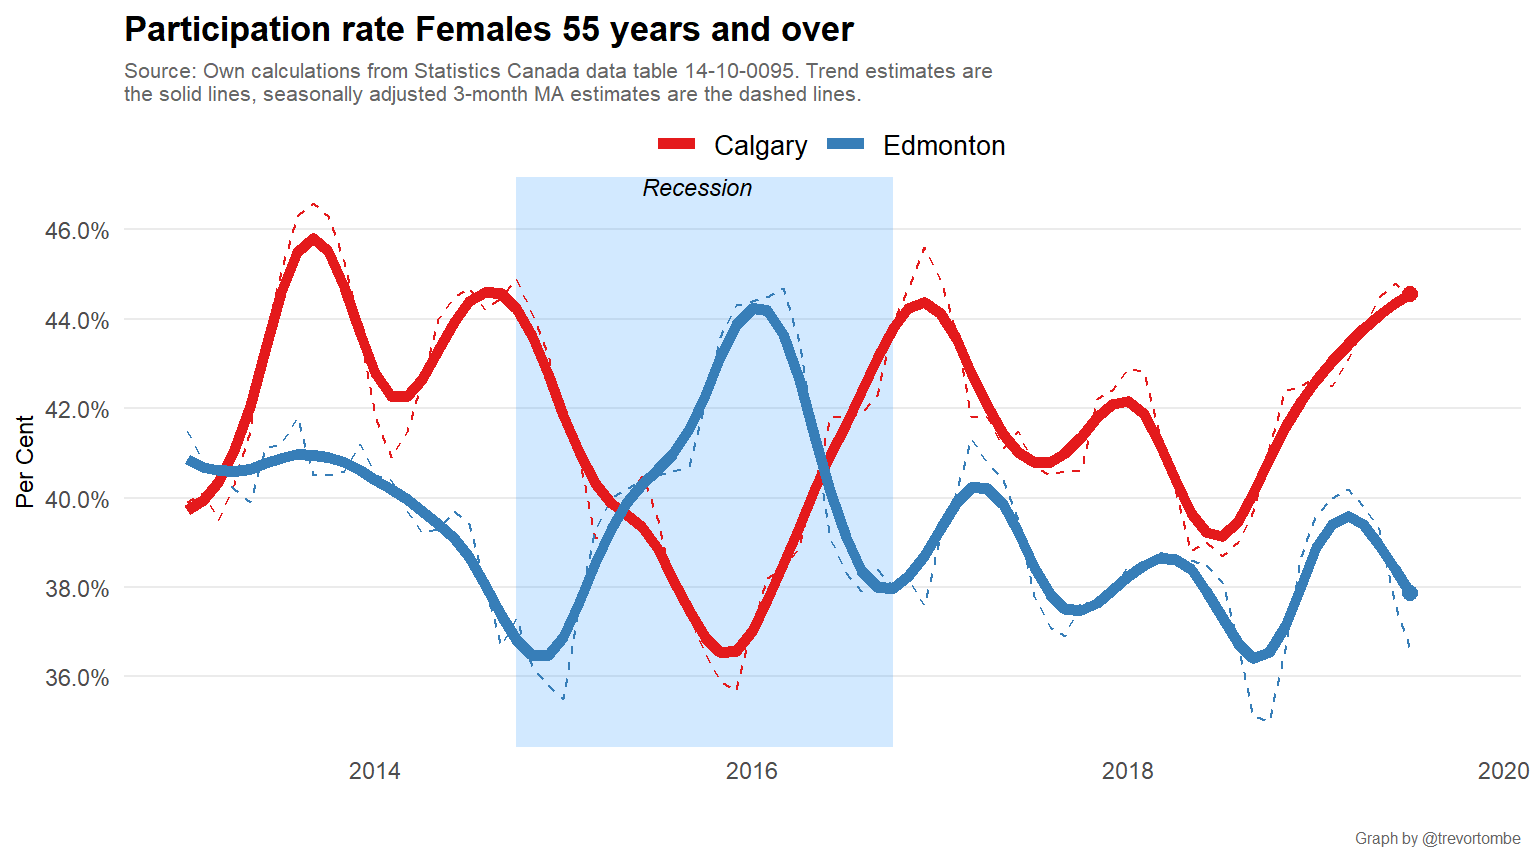 Participation rate Females 55 years and over
Source: Own calculations from Statistics Canada data table 14-10-0095. Trend estimates are
the solid lines, seasonally adjusted 3-month MA estimates are the dashed lines.
Calgary Edmonton
Recession
46.0%
44.0%
42.0%
40.0%
38.0%
36.0%
Per Cent
2014 2016 2018 2020
Graph by @trevortombe